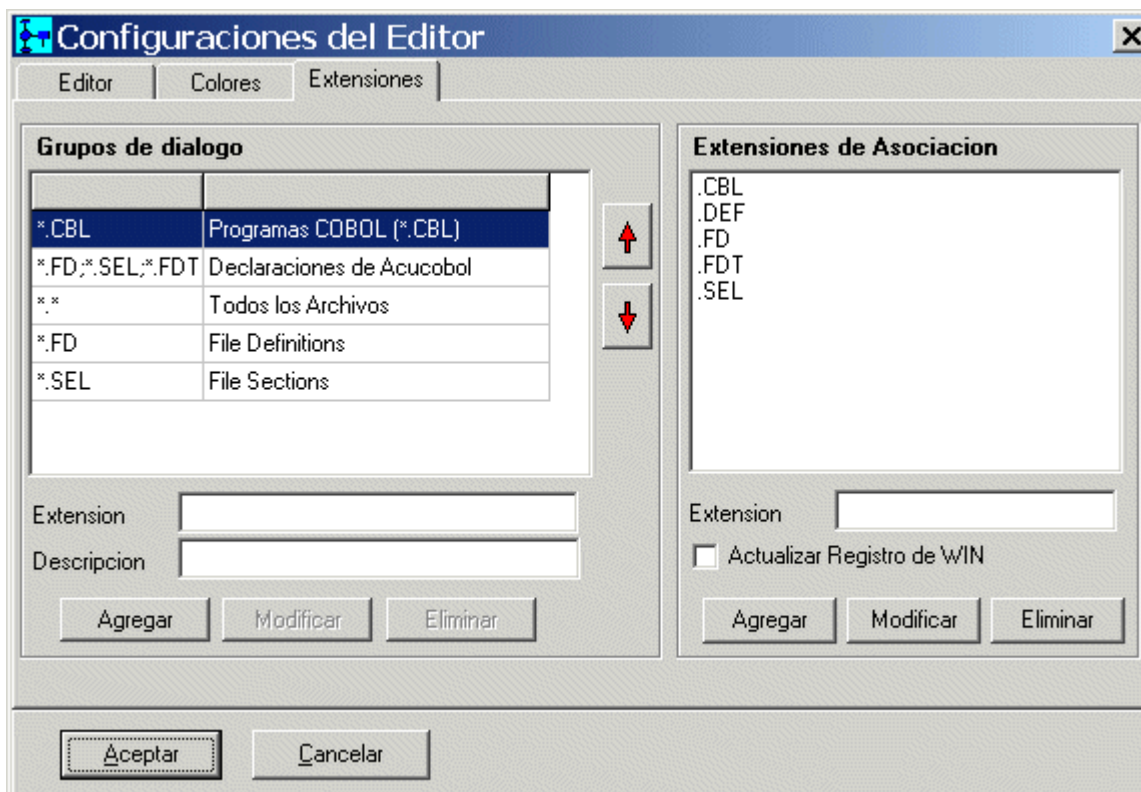 Configuraciones del Editor
Editor Colores Extensiones
Grupos de dialogo
*.CBL Programas COBOL (*.CBL)
*.FD;*.SEL;*.FDT Declaraciones de Acucobol
*.* Todos los Archivos
*.FD File Definitions
*.SEL File Sections
Extension
Descripcion
Agregar Modificar Eliminar
Extensiones de Asociacion
.CBL
.DEF
.FD
.FDT
.SEL
Extension
Actualizar Registro de WIN
Agregar Modificar Eliminar
Aceptar Cancelar